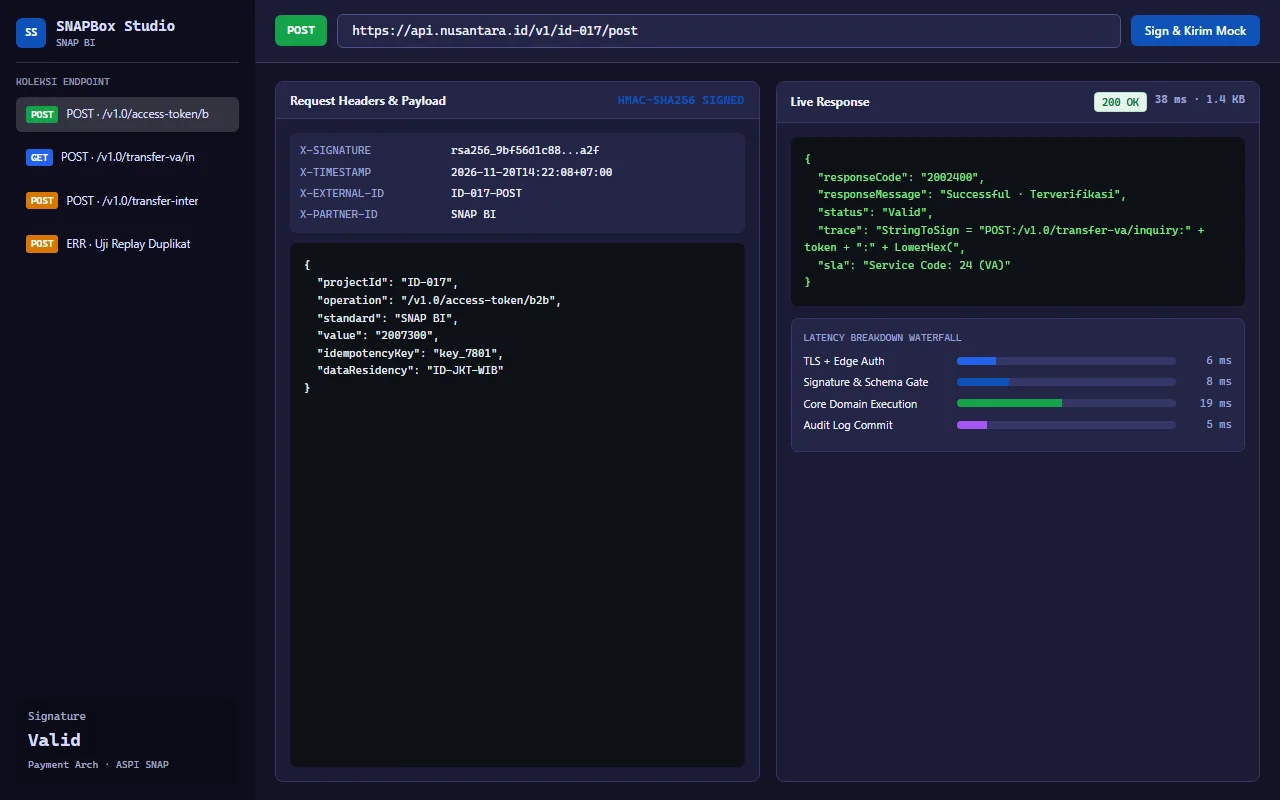 SS
SNAPBox Studio
SNAP BI
KOLEKSI ENDPOINT
POST POST · /v1.0/access-token/b
GET POST · /v1.0/transfer-va/in
POST POST · /v1.0/transfer-inter
POST ERR · Uji Replay Duplikat
Signature
Valid
Payment Arch · ASPI SNAP
POST https://api.nusantara.id/v1/id-017/post Sign & Kirim Mock
Request Headers & Payload HMAC-SHA256 SIGNED
X-SIGNATURE rsa256_9bf56d1c88...a2f
X-TIMESTAMP 2026-11-20T14:22:08+07:00
X-EXTERNAL-ID ID-017-POST
X-PARTNER-ID SNAP BI
{
"projectId": "ID-017",
"operation": "/v1.0/access-token/b2b",
"standard": "SNAP BI",
"value": "2007300",
"idempotencyKey": "key_7801",
"dataResidency": "ID-JKT-WIB"
}
Live Response 200 OK 38 ms · 1.4 KB
{
"responseCode": "2002400",
"responseMessage": "Successful · Terverifikasi",
"status": "Valid",
"trace": "StringToSign = "POST:/v1.0/transfer-va/inquiry:" +
token + ":" + LowerHex(",
"sla": "Service Code: 24 (VA)"
}
LATENCY BREAKDOWN WATERFALL
TLS + Edge Auth 6 ms
Signature & Schema Gate 8 ms
Core Domain Execution 19 ms
Audit Log Commit 5 ms